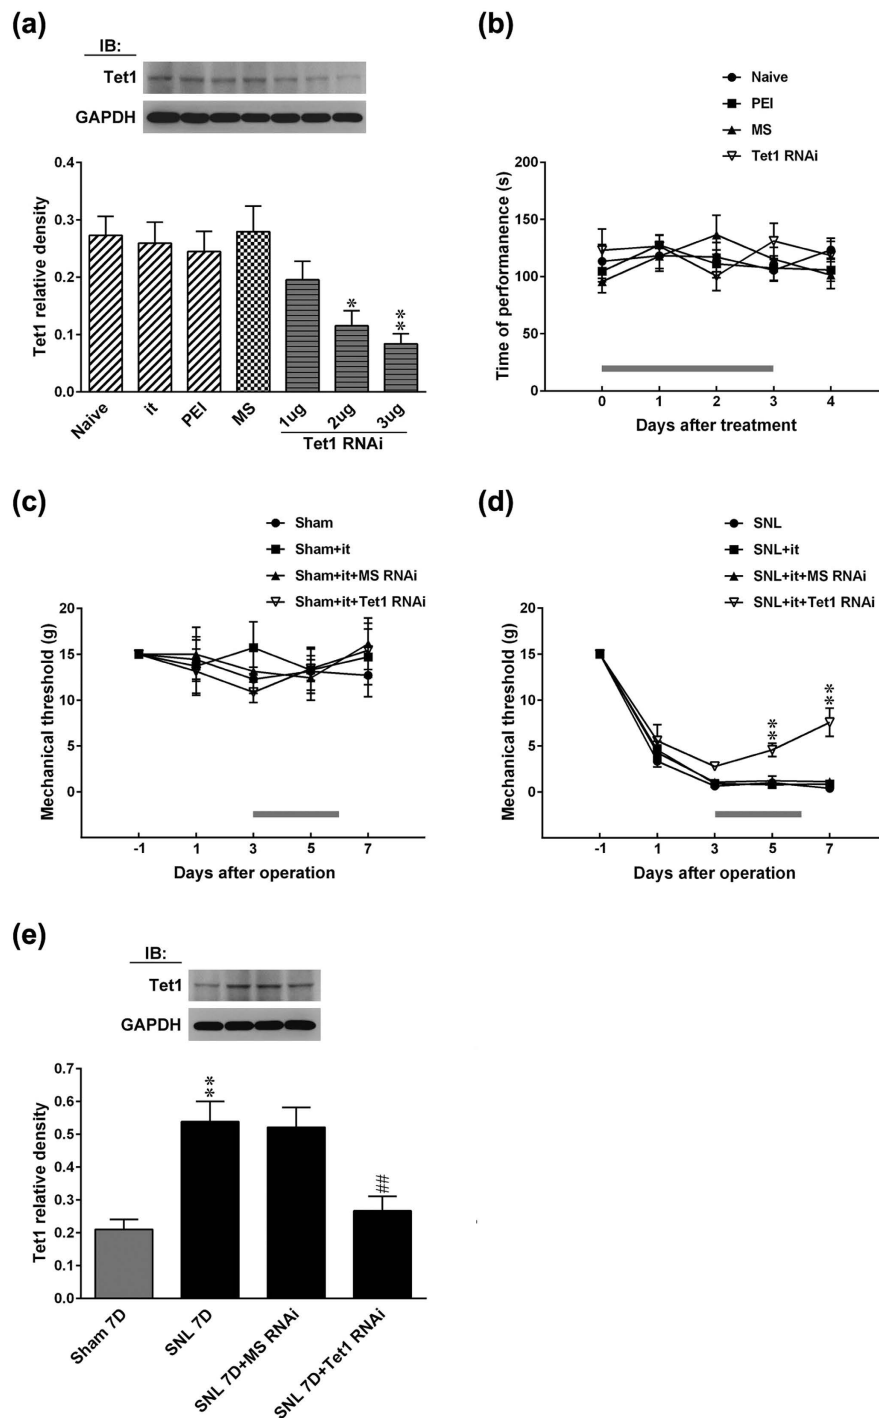 (a)
IB:
Tet1
GAPDH
0.4
0.3
0.2
0.1
0.0
Tet1 relative density
*
**
Naive
it
PEI
MS
1ug
2ug
3ug
Tet1 RNAi
(b)
Naive
PEI
MS
Tet1 RNAi
200
150
100
50
0
Time of performanence (s)
0 1 2 3 4
Days after treatment
(c)
Sham
Sham+it
Sham+it+MS RNAi
Sham+it+Tet1 RNAi
20
15
10
5
0
Mechanical threshold (g)
-1 1 3 5 7
Days after operation
(d)
SNL
SNL+it
SNL+it+MS RNAi
SNL+it+Tet1 RNAi
20
15
10
5
0
Mechanical threshold (g)
**
**
-1 1 3 5 7
Days after operation
(e)
IB:
Tet1
GAPDH
0.7
0.6
0.5
0.4
0.3
0.2
0.1
0.0
Tet1 relative density
**
##
Sham 7D
SNL 7D
SNL 7D+MS RNAi
SNL 7D+Tet1 RNAi